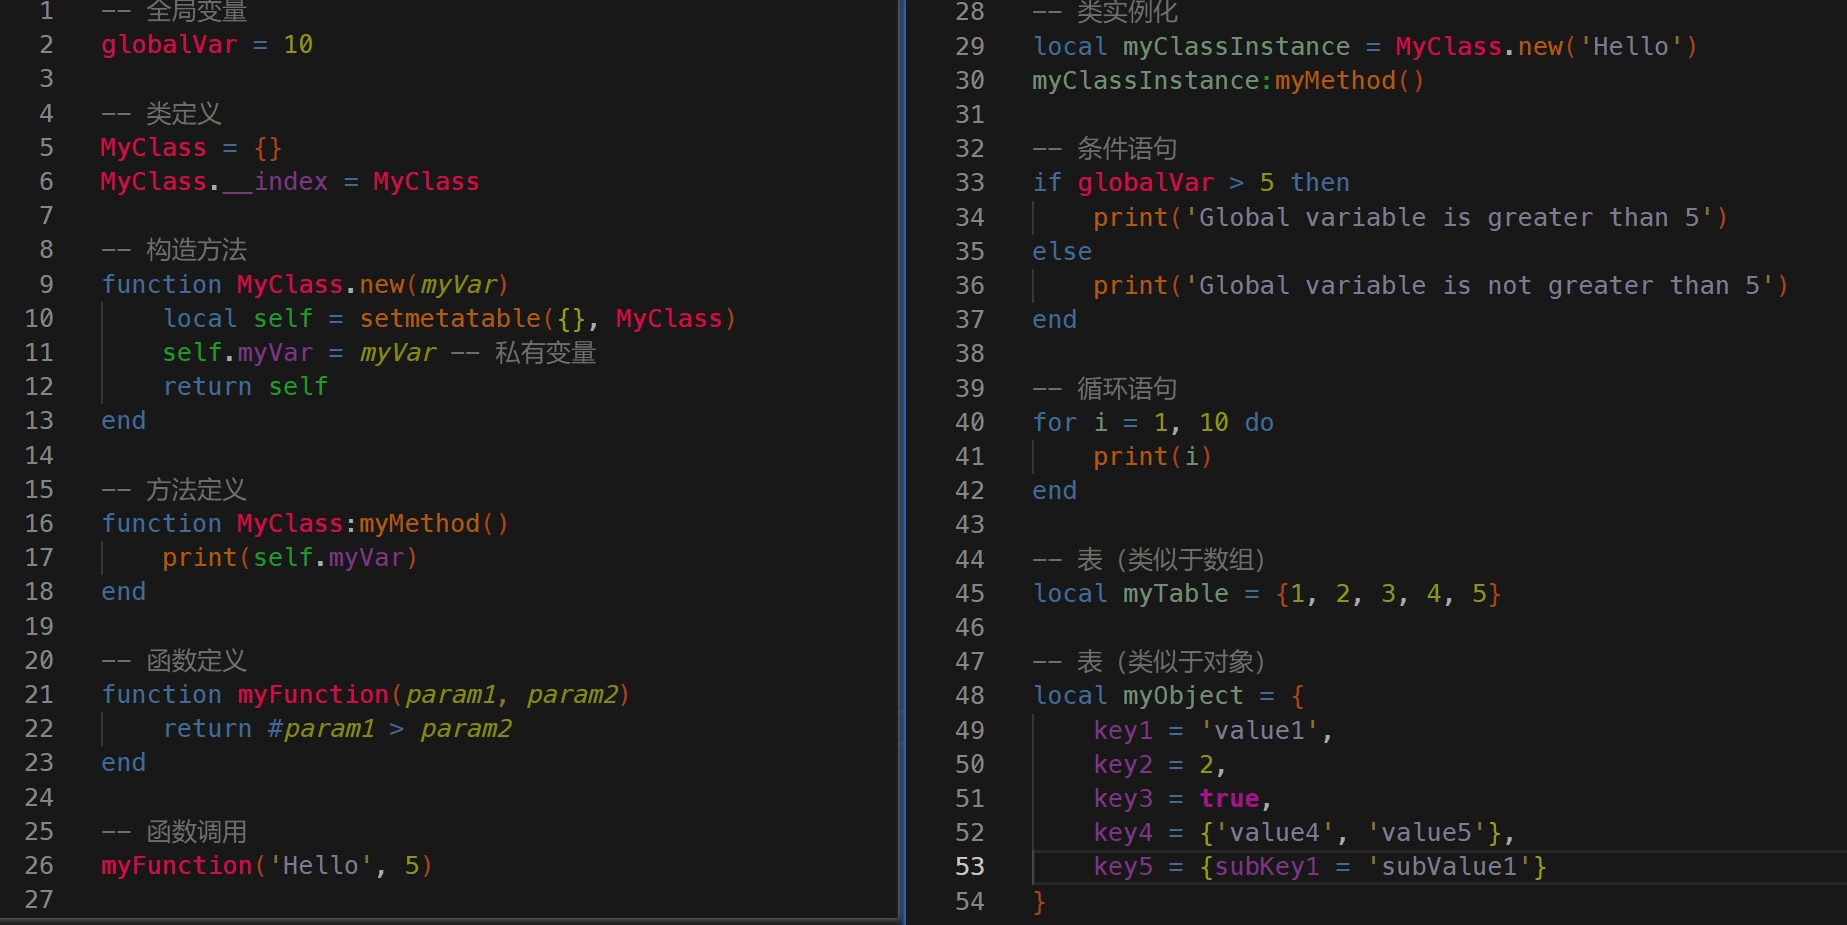 1 -- 全局变量
2 globalVar = 10
3
4 -- 类定义
5 MyClass = {}
6 MyClass.__index = MyClass
7
8 -- 构造方法
9 function MyClass.new(myVar)
10     local self = setmetatable({}, MyClass)
11     self.myVar = myVar -- 私有变量
12     return self
13 end
14
15 -- 方法定义
16 function MyClass:myMethod()
17     print(self.myVar)
18 end
19
20 -- 函数定义
21 function myFunction(param1, param2)
22     return #param1 > param2
23 end
24
25 -- 函数调用
26 myFunction('Hello', 5)
27
28 -- 类实例化
29 local myClassInstance = MyClass.new('Hello')
30 myClassInstance:myMethod()
31
32 -- 条件语句
33 if globalVar > 5 then
34     print('Global variable is greater than 5')
35 else
36     print('Global variable is not greater than 5')
37 end
38
39 -- 循环语句
40 for i = 1, 10 do
41     print(i)
42 end
43
44 -- 表（类似于数组）
45 local myTable = {1, 2, 3, 4, 5}
46
47 -- 表（类似于对象）
48 local myObject = {
49     key1 = 'value1',
50     key2 = 2,
51     key3 = true,
52     key4 = {'value4', 'value5'},
53     key5 = {subKey1 = 'subValue1'}
54 }